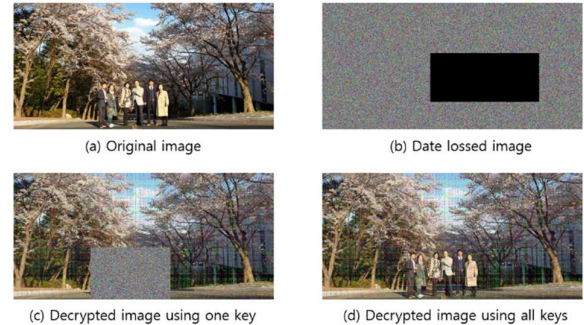 (a) Original image
(b) Date lossed image
(c) Decrypted image using one key
(d) Decrypted image using all keys